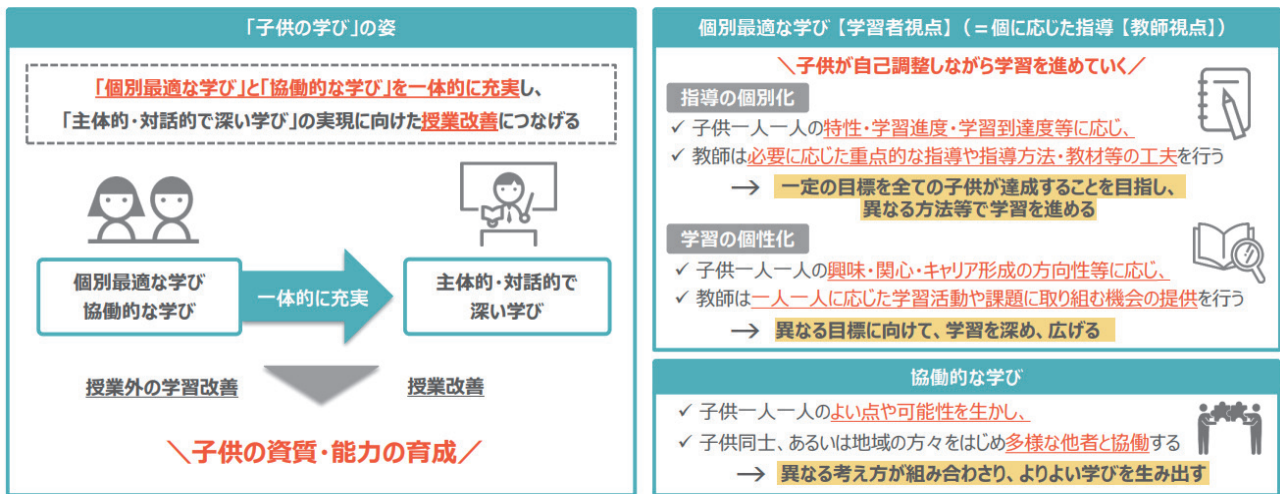 「子供の学び」の姿
「個別最適な学び」と「協働的な学び」を一体的に充実し、
「主体的・対話的で深い学び」の実現に向けた授業改善につなげる
個別最適な学び
協働的な学び
一体的に充実
主体的・対話的で
深い学び
授業外の学習改善
授業改善
＼子供の資質・能力の育成／
個別最適な学び【学習者視点】（＝個に応じた指導【教師視点】）
＼子供が自己調整しながら学習を進めていく／
指導の個別化
✓ 子供一人一人の特性・学習進度・学習到達度等に応じ、
✓ 教師は必要に応じた重点的な指導や指導方法・教材等の工夫を行う
→ 一定の目標を全ての子供が達成することを目指し、
異なる方法等で学習を進める
学習の個性化
✓ 子供一人一人の興味・関心・キャリア形成の方向性等に応じ、
✓ 教師は一人一人に応じた学習活動や課題に取り組む機会の提供を行う
→ 異なる目標に向けて、学習を深め、広げる
協働的な学び
✓ 子供一人一人のよい点や可能性を生かし、
✓ 子供同士、あるいは地域の方々をはじめ多様な他者と協働する
→ 異なる考え方が組み合わさり、よりよい学びを生み出す